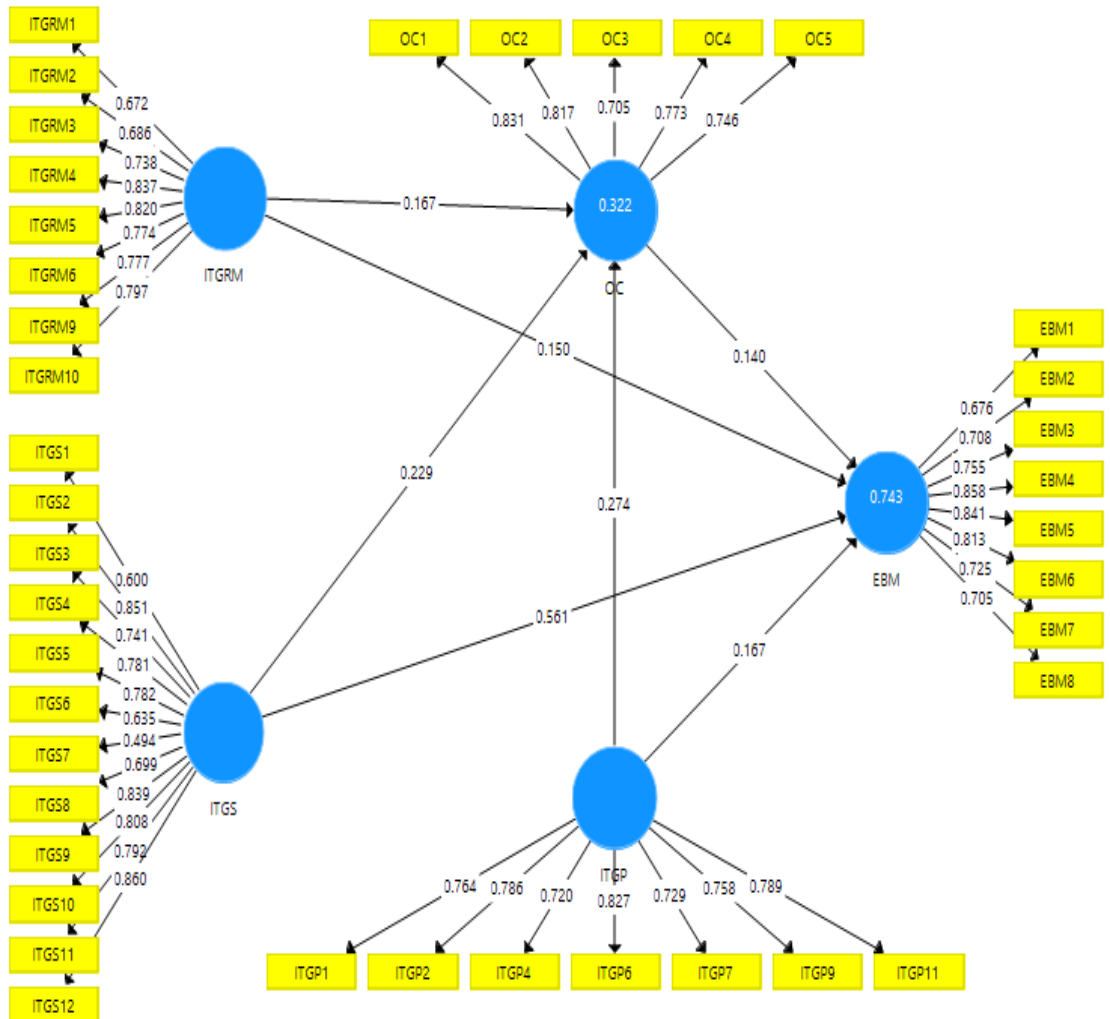 ITGRM1
ITGRM2
ITGRM3
ITGRM4
ITGRM5
ITGRM6
ITGRM9
ITGRM10
0.672
0.686
0.738
0.837
0.820
0.774
0.777
0.797
ITGRM
OC1
OC2
OC3
OC4
OC5
0.831
0.817
0.705
0.773
0.746
0.322
OC
0.167
0.150
0.140
0.229
0.274
0.561
0.167
EBM1
EBM2
EBM3
EBM4
EBM5
EBM6
EBM7
EBM8
0.676
0.708
0.755
0.858
0.841
0.813
0.725
0.705
0.743
EBM
ITGS1
ITGS2
ITGS3
ITGS4
ITGS5
ITGS6
ITGS7
ITGS8
ITGS9
ITGS10
ITGS11
ITGS12
0.600
0.851
0.741
0.781
0.782
0.635
0.494
0.699
0.839
0.808
0.792
0.860
ITGS
ITGP
0.764
0.786
0.720
0.827
0.729
0.758
0.789
ITGP1
ITGP2
ITGP4
ITGP6
ITGP7
ITGP9
ITGP11